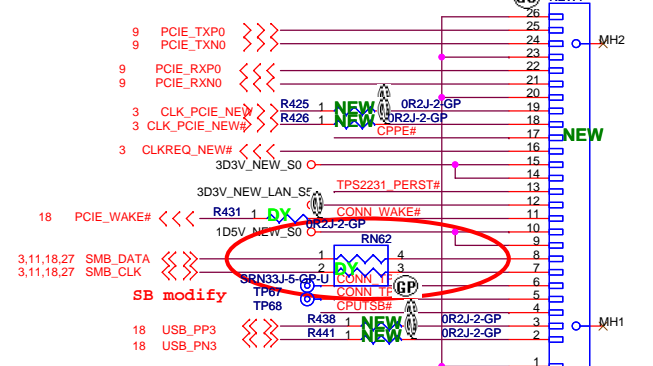 26
25
9 PCIE_TXP0
9 PCIE_TXN0
24
MH2
23
9 PCIE_RXP0
22
9 PCIE_RXN0
21
20
R425 1 NEW 0R2J-2-GP
3 CLK_PCIE_NEW
19
R426 1 NEW 0R2J-2-GP
3 CLK_PCIE_NEW#
18
CPPE#
17
NEW
3 CLKREQ_NEW#
16
3D3V_NEW_S0
15
14
TPS2231_PERST#
3D3V_NEW_LAN_S5
13
12
18 PCIE_WAKE# R431 1 DY CONN_WAKE#
11
0R2J-2-GP
1D5V_NEW_S0
10
RN62
9
3,11,18,27 SMB_DATA 1 4
8
3,11,18,27 SMB_CLK 2 DY 3
7
SRN33J-5-GP-U
6
GP
SB modify
TP67
5
TP68
CPUTSB#
4
R438 1 NEW 0R2J-2-GP
18 USB_PP3
3
MH1
R441 1 NEW 0R2J-2-GP
18 USB_PN3
2
1